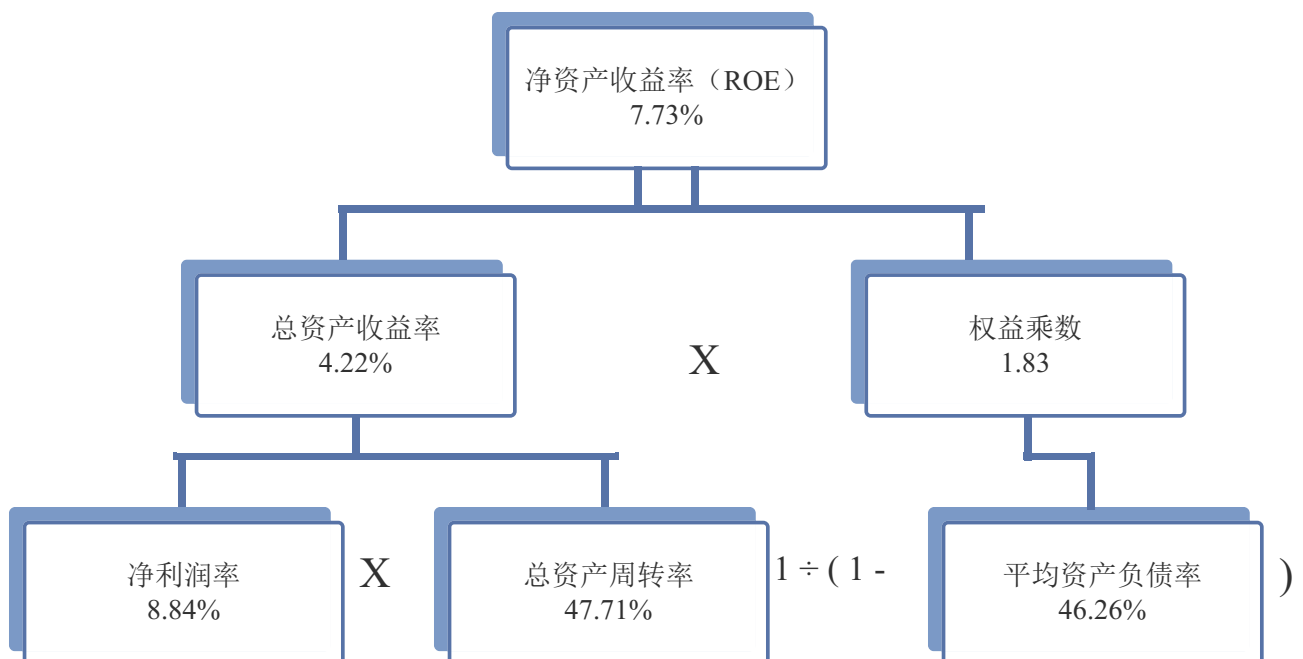 净资产收益率（ROE）
7.73%
总资产收益率
4.22%
X
权益乘数
1.83
净利润率
8.84%
X
总资产周转率
47.71%
1 ÷ ( 1 -
平均资产负债率
46.26%
)